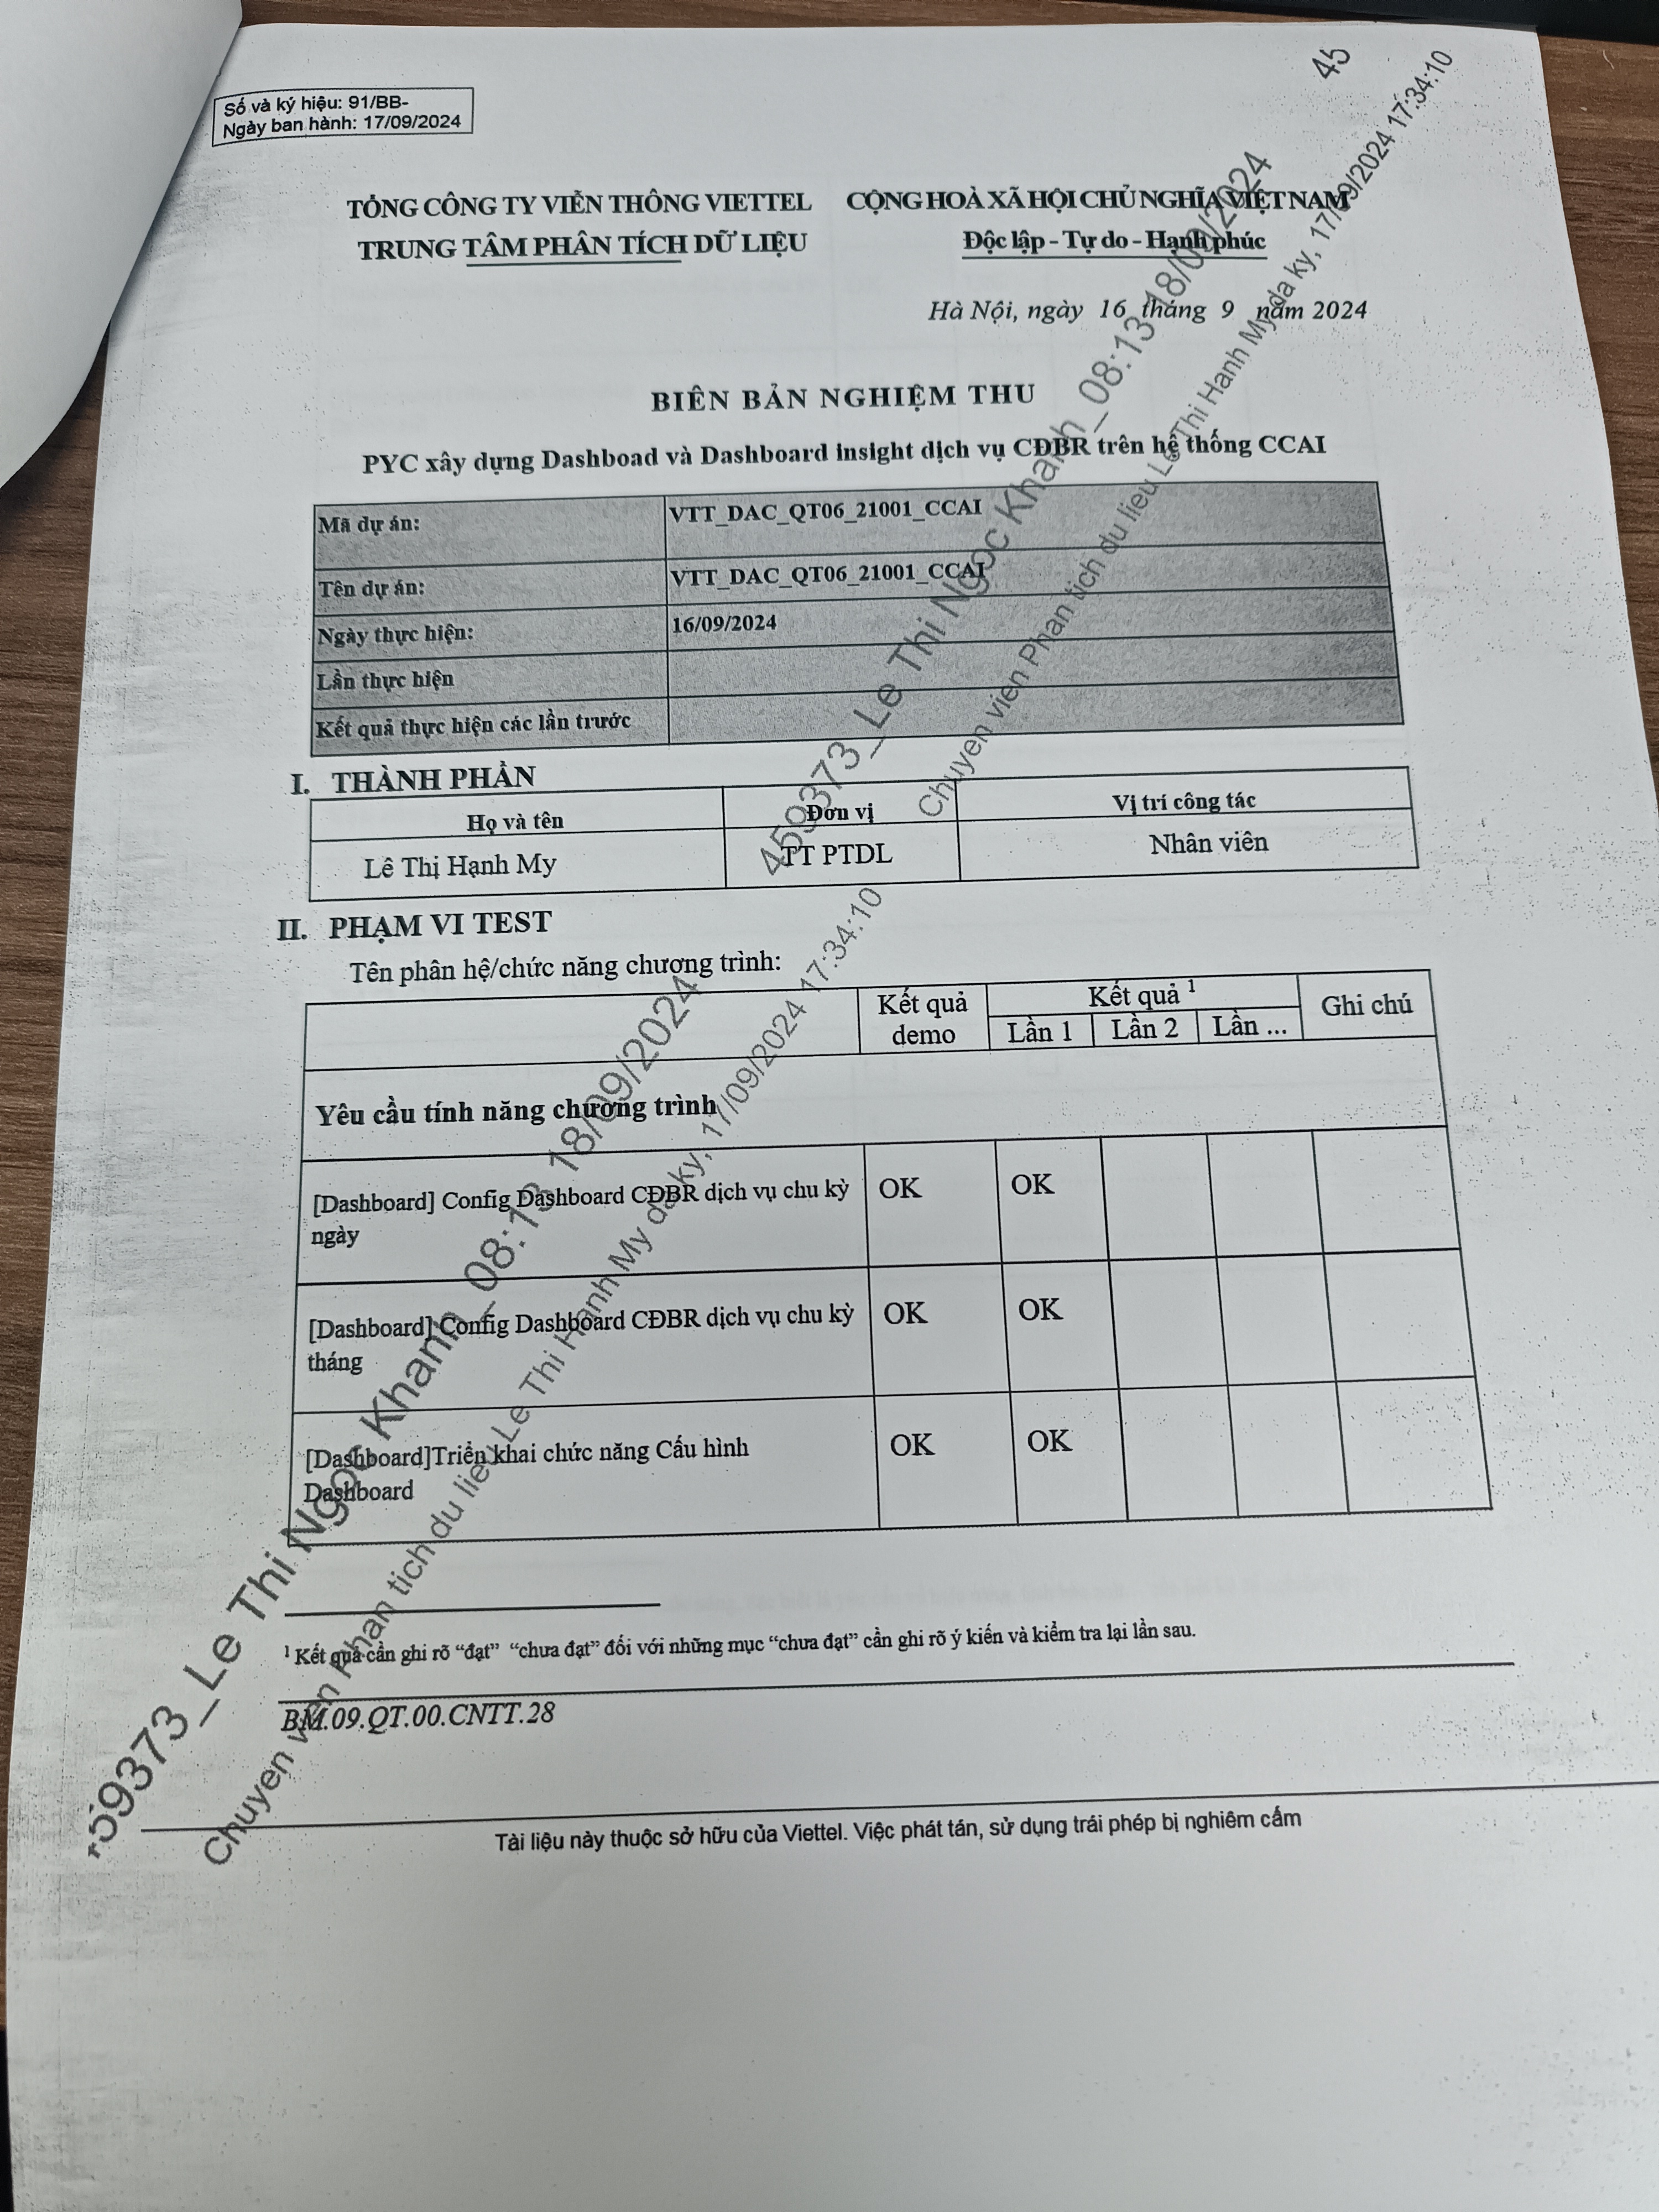 Số và ký hiệu: 91/BB-
Ngày ban hành: 17/09/2024
45
TỔNG CÔNG TY VIỄN THÔNG VIETTEL
TRUNG TÂM PHÂN TÍCH DỮ LIỆU
CỘNG HOÀ XÃ HỘI CHỦ NGHĨA VIỆT NAM
Độc lập - Tự do - Hạnh phúc
Hà Nội, ngày 16 tháng 9 năm 2024
BIÊN BẢN NGHIỆM THU
PYC xây dựng Dashboad và Dashboard insight dịch vụ CĐBR trên hệ thống CCAI
Mã dự án: VTT_DAC_QT06_21001_CCAI
Tên dự án: VTT_DAC_QT06_21001_CCAI
Ngày thực hiện: 16/09/2024
Lần thực hiện
Kết quả thực hiện các lần trước
I. THÀNH PHẦN
Họ và tên Đơn vị Vị trí công tác
Lê Thị Hạnh My TT PTDL Nhân viên
II. PHẠM VI TEST
Tên phân hệ/chức năng chương trình:
Kết quả demo Kết quả 1 Ghi chú
Lần 1 Lần 2 Lần ...
Yêu cầu tính năng chương trình
[Dashboard] Config Dashboard CĐBR dịch vụ chu kỳ OK OK
ngày
[Dashboard] Config Dashboard CĐBR dịch vụ chu kỳ OK OK
tháng
[Dashboard]Triển khai chức năng Cấu hình OK OK
Dashboard
1 Kết quả cần ghi rõ “đạt” “chưa đạt” đối với những mục “chưa đạt” cần ghi rõ ý kiến và kiểm tra lại lần sau.
BM.09.QT.00.CNTT.28
Tài liệu này thuộc sở hữu của Viettel. Việc phát tán, sử dụng trái phép bị nghiêm cấm
459373_Le Thi Ngoc Khanh_08:13 18/09/2024
Chuyen vien Phan tich du lieu Le Thi Hanh My da ky, 17/09/2024 17:34:10
459373_Le Thi Ngoc Khanh_08:13 18/09/2024
Chuyen vien Phan tich du lieu Le Thi Hanh My da ky, 17/09/2024 17:34:10